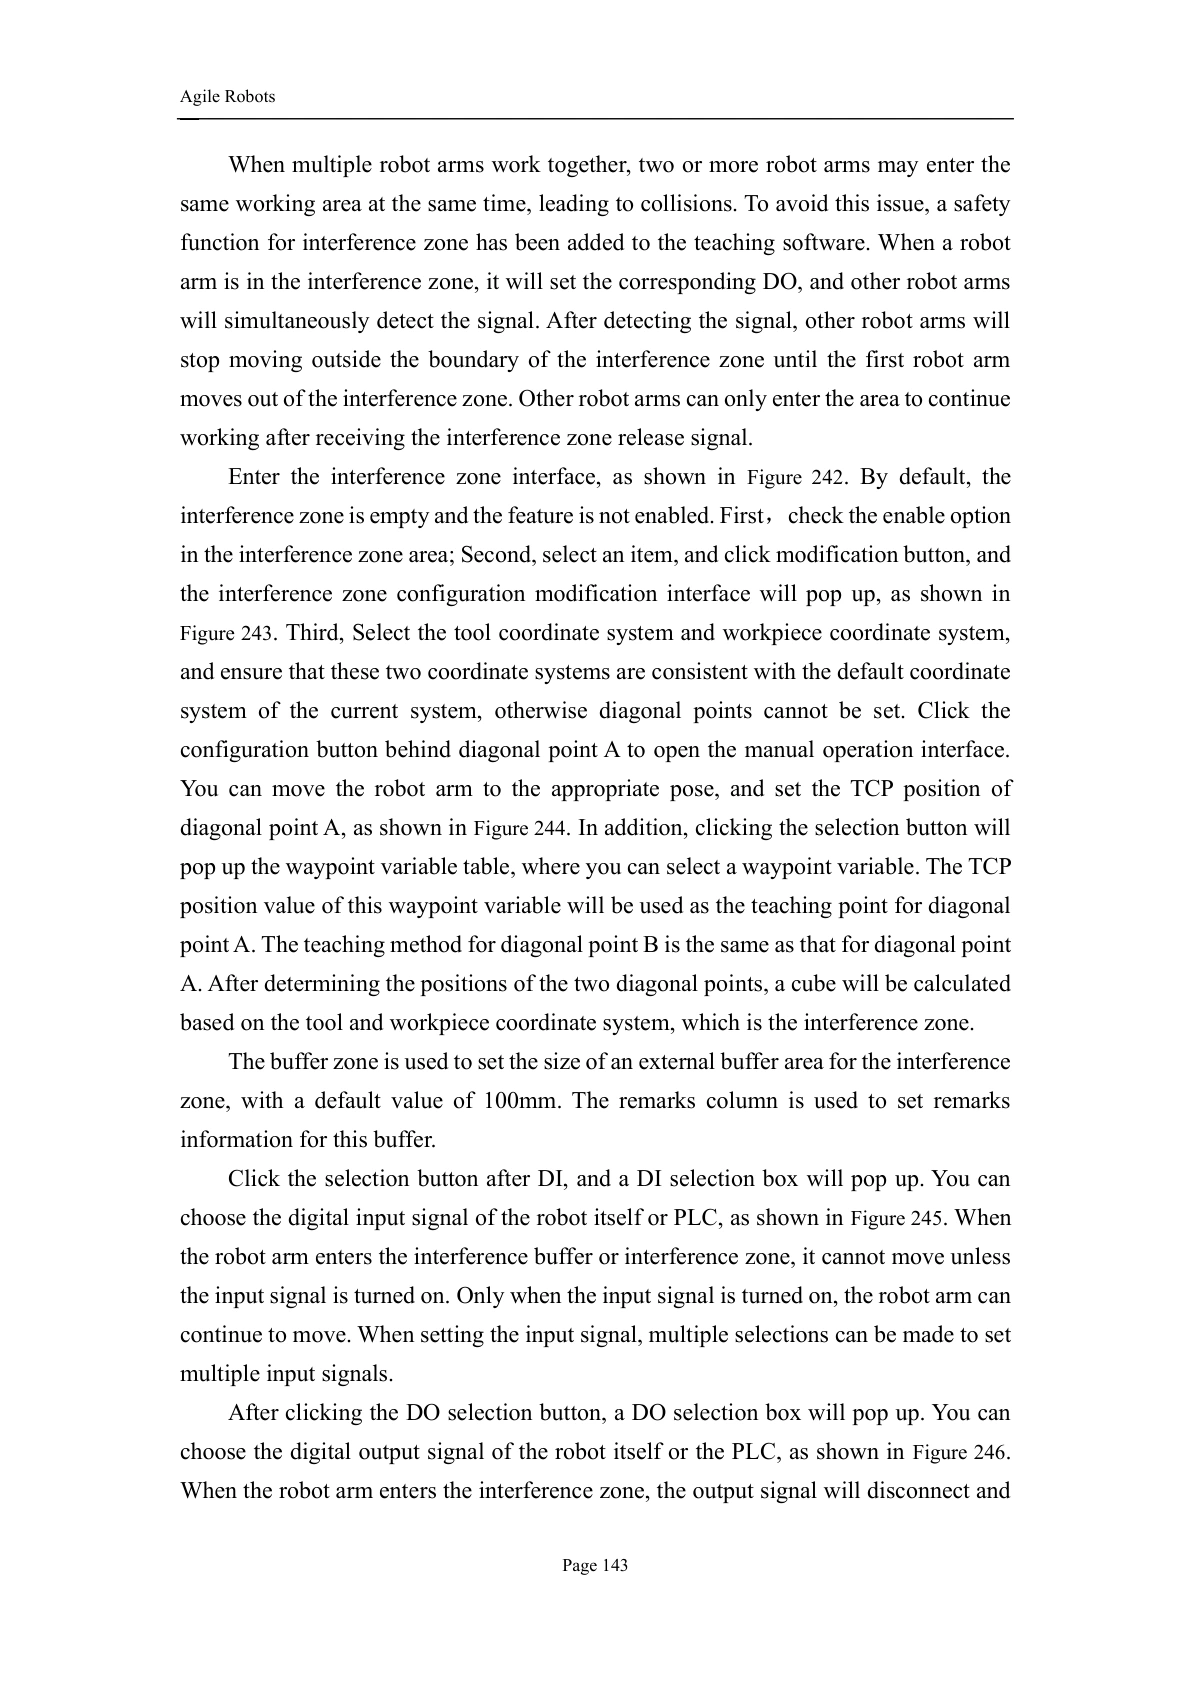 Agile Robots
When multiple robot arms work together, two or more robot arms may enter the
same working area at the same time, leading to collisions. To avoid this issue, a safety
function for interference zone has been added to the teaching software. When a robot
arm is in the interference zone, it will set the corresponding DO, and other robot arms
will simultaneously detect the signal. After detecting the signal, other robot arms will
stop moving outside the boundary of the interference zone until the first robot arm
moves out of the interference zone. Other robot arms can only enter the area to continue
working after receiving the interference zone release signal.
Enter the interference zone interface, as shown in Figure 242. By default, the
interference zone is empty and the feature is not enabled. First，check the enable option
in the interference zone area; Second, select an item, and click modification button, and
the interference zone configuration modification interface will pop up, as shown in
Figure 243. Third, Select the tool coordinate system and workpiece coordinate system,
and ensure that these two coordinate systems are consistent with the default coordinate
system of the current system, otherwise diagonal points cannot be set. Click the
configuration button behind diagonal point A to open the manual operation interface.
You can move the robot arm to the appropriate pose, and set the TCP position of
diagonal point A, as shown in Figure 244. In addition, clicking the selection button will
pop up the waypoint variable table, where you can select a waypoint variable. The TCP
position value of this waypoint variable will be used as the teaching point for diagonal
point A. The teaching method for diagonal point B is the same as that for diagonal point
A. After determining the positions of the two diagonal points, a cube will be calculated
based on the tool and workpiece coordinate system, which is the interference zone.
The buffer zone is used to set the size of an external buffer area for the interference
zone, with a default value of 100mm. The remarks column is used to set remarks
information for this buffer.
Click the selection button after DI, and a DI selection box will pop up. You can
choose the digital input signal of the robot itself or PLC, as shown in Figure 245. When
the robot arm enters the interference buffer or interference zone, it cannot move unless
the input signal is turned on. Only when the input signal is turned on, the robot arm can
continue to move. When setting the input signal, multiple selections can be made to set
multiple input signals.
After clicking the DO selection button, a DO selection box will pop up. You can
choose the digital output signal of the robot itself or the PLC, as shown in Figure 246.
When the robot arm enters the interference zone, the output signal will disconnect and
Page 143